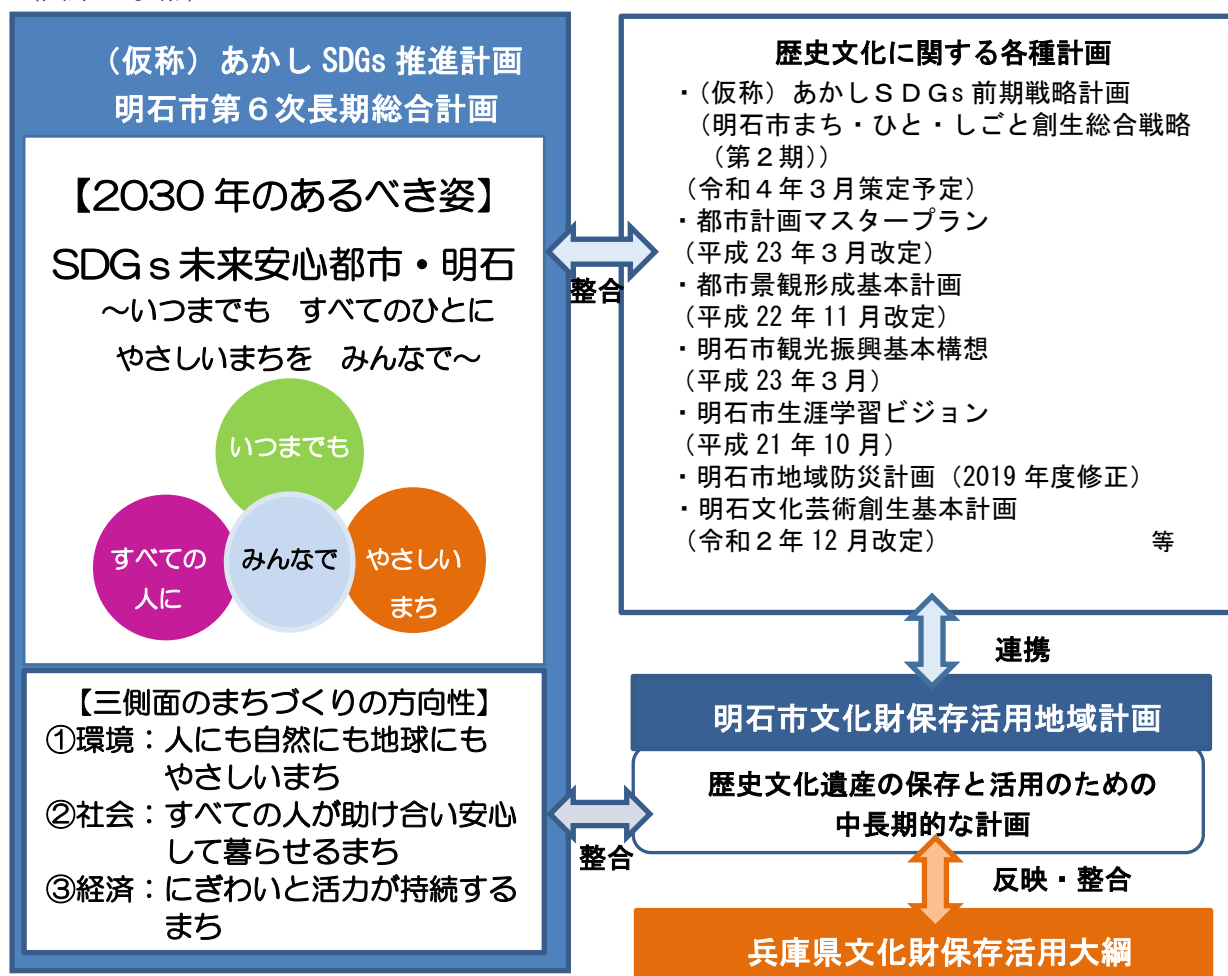 （仮称）あかし SDGs 推進計画
明石市第６次長期総合計画
【2030 年のあるべき姿】
SDGｓ未来安心都市・明石
～いつまでも　すべてのひとに
やさしいまちを　みんなで～
いつまでも
すべての
人に
みんなで
やさしい
まち
【三側面のまちづくりの方向性】
①環境：人にも自然にも地球にも
やさしいまち
②社会：すべての人が助け合い安心
して暮らせるまち
③経済：にぎわいと活力が持続する
まち
整合
整合
歴史文化に関する各種計画
・（仮称）あかしＳＤＧs 前期戦略計画
（明石市まち・ひと・しごと創生総合戦略
（第２期））
（令和４年３月策定予定）
・都市計画マスタープラン
（平成 23 年３月改定）
・都市景観形成基本計画
（平成 22 年 11 月改定）
・明石市観光振興基本構想
（平成 23 年３月）
・明石市生涯学習ビジョン
（平成 21 年 10 月）
・明石市地域防災計画（2019 年度修正）
・明石文化芸術創生基本計画
（令和２年 12 月改定）　等
連携
明石市文化財保存活用地域計画
歴史文化遺産の保存と活用のための
中長期的な計画
反映・整合
兵庫県文化財保存活用大綱